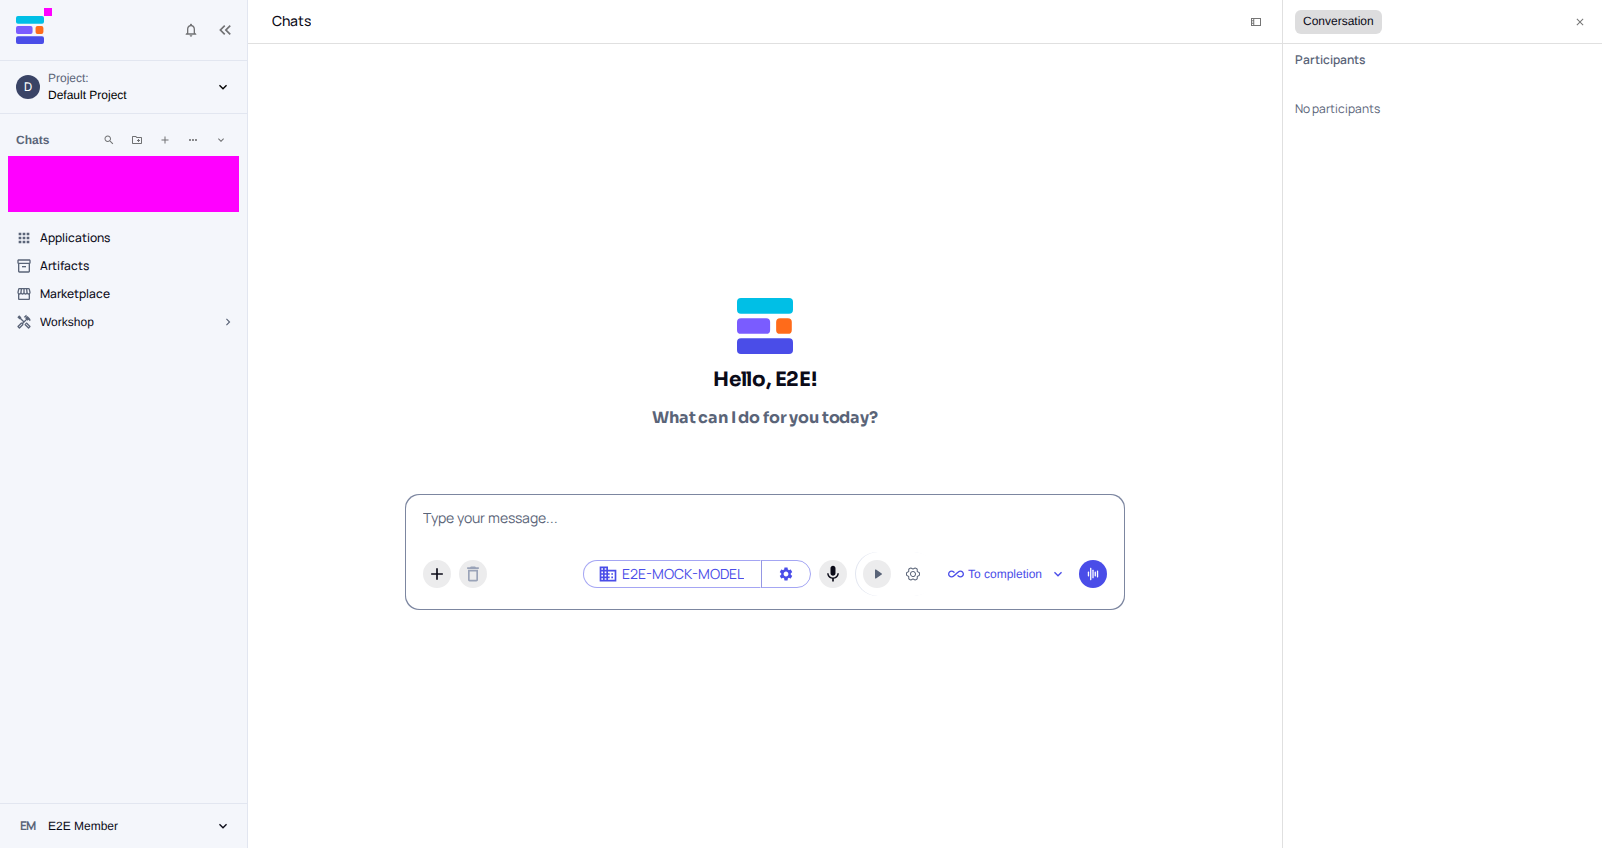 Chats
Conversation
Project:
D
Default Project
Participants
Chats
No participants
Applications
Artifacts
Marketplace
Workshop
Hello, E2E!
What can I do for you today?
Type your message...
E2E-MOCK-MODEL
To completion
EM
E2E Member